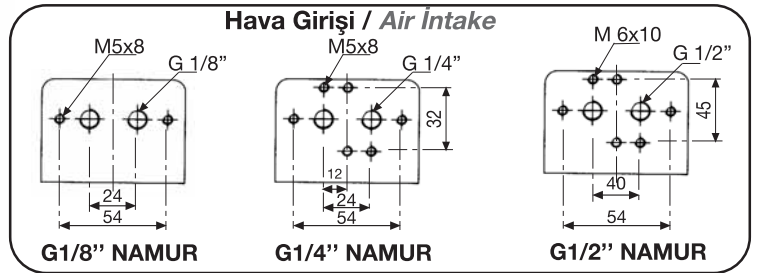 Hava Girişi / Air İntake
M5x8
G 1/8”
24
54
G1/8’’ NAMUR
M5x8
G 1/4”
32
12
24
54
G1/4’’ NAMUR
M 6x10
G 1/2”
45
40
54
G1/2’’ NAMUR